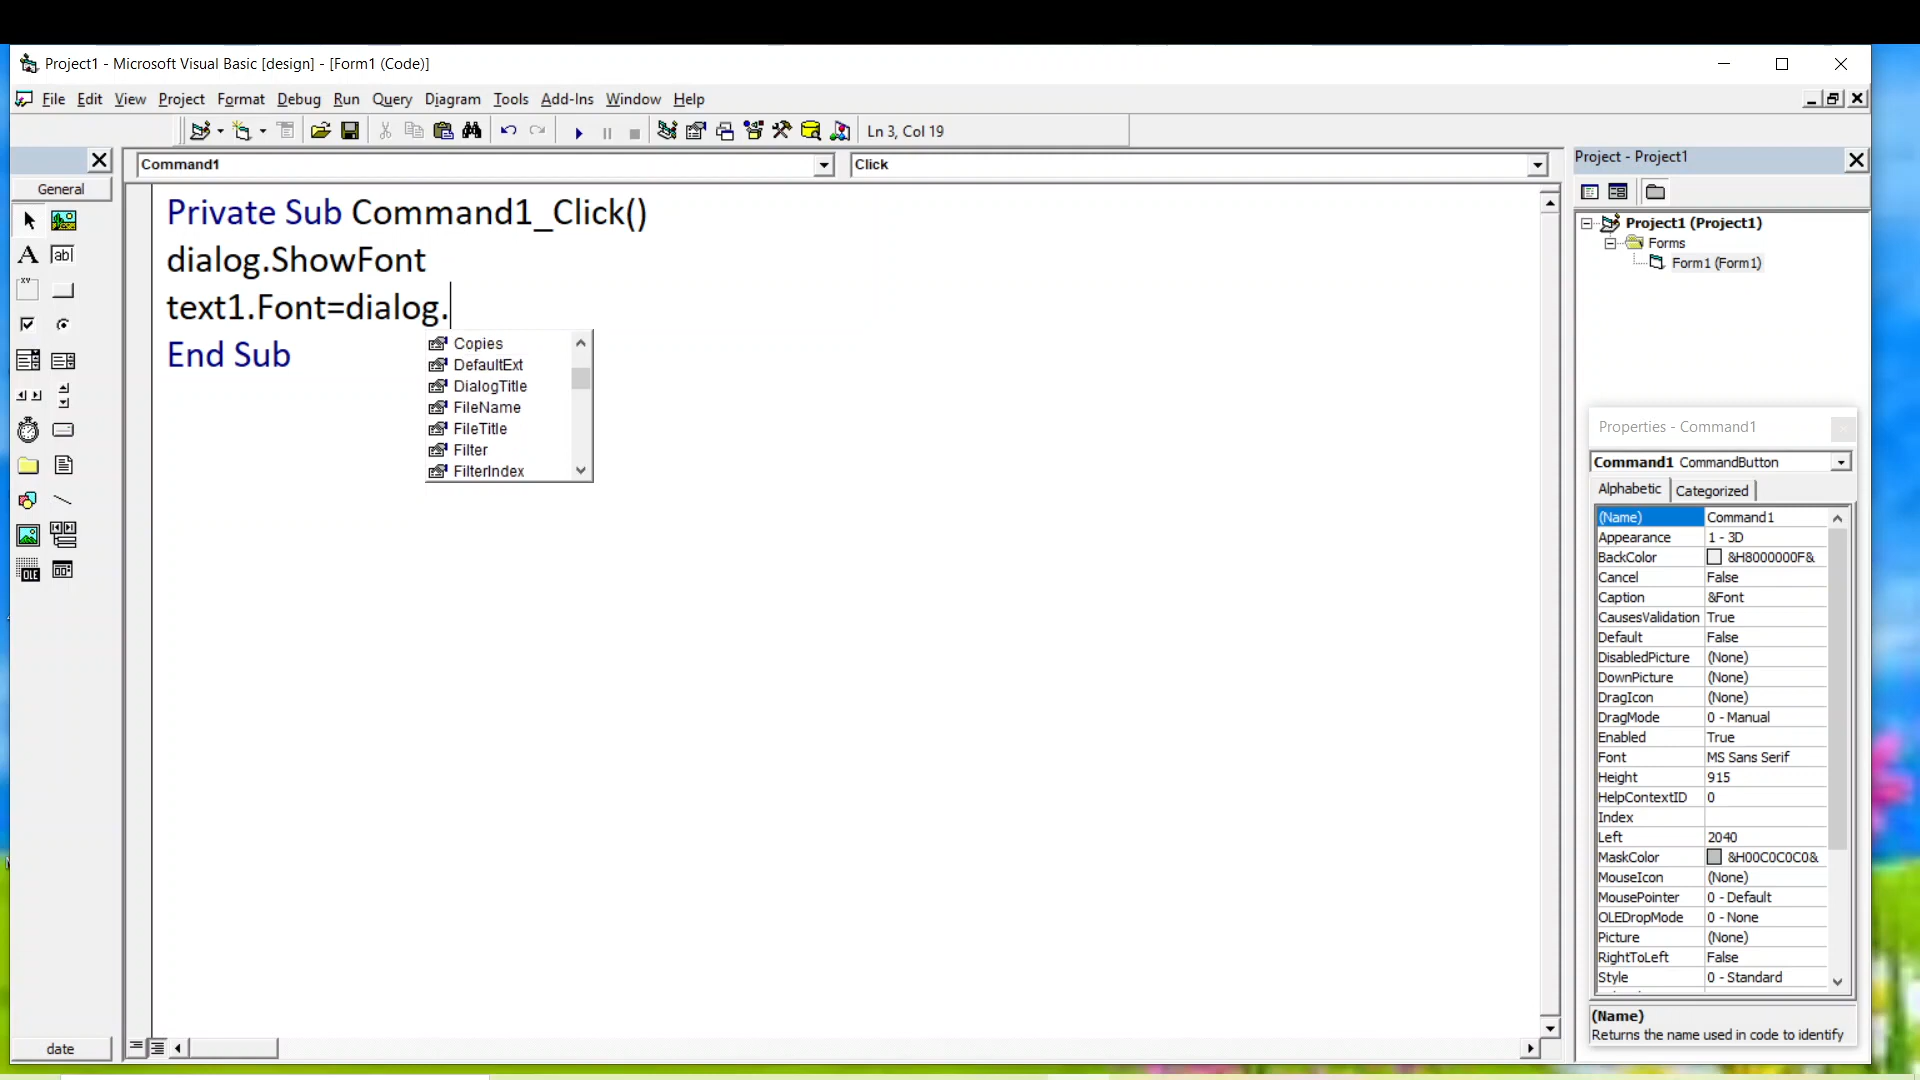 Project1 - Microsoft Visual Basic [design] - [Form1 (Code)]
File Edit View Project Format Debug Run Query Diagram Tools Add-Ins Window Help
Ln 3, Col 19
General
Command1
Click
Private Sub Command1_Click()
dialog.ShowFont
text1.Font=dialog.
End Sub
Copies
DefaultExt
DialogTitle
FileName
FileTitle
Filter
FilterIndex
A
abl
XY
OLE
date
Project - Project1
Project1 (Project1)
Forms
Form1 (Form1)
Properties - Command1
Command1 CommandButton
Alphabetic Categorized
(Name) Command1
Appearance 1 - 3D
BackColor &H8000000F&
Cancel False
Caption &Font
CausesValidation True
Default False
DisabledPicture (None)
DownPicture (None)
DragIcon (None)
DragMode 0 - Manual
Enabled True
Font MS Sans Serif
Height 915
HelpContextID 0
Index
Left 2040
MaskColor &H00C0C0C0&
MouseIcon (None)
MousePointer 0 - Default
OLEDropMode 0 - None
Picture (None)
RightToLeft False
Style 0 - Standard
(Name)
Returns the name used in code to identify